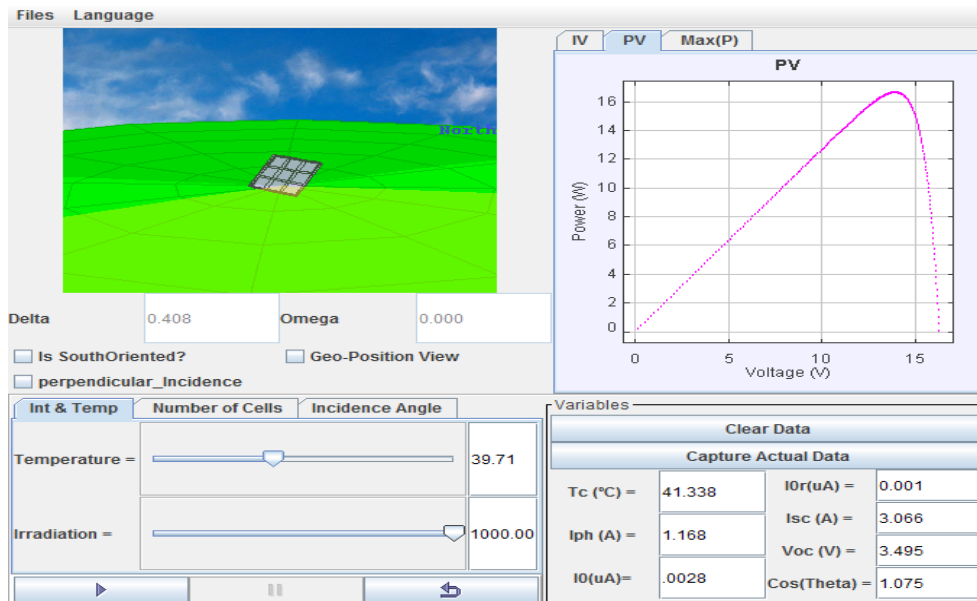 Files Language
North
Delta 0.408 Omega 0.000
Is SouthOriented? Geo-Position View
perpendicular_Incidence
IV PV Max(P)
PV
Power (W)
16
14
12
10
8
6
4
2
0
0 5 10 15
Voltage (V)
Int & Temp Number of Cells Incidence Angle
Temperature = 39.71
Irradiation = 1000.00
Variables
Clear Data
Capture Actual Data
Tc (ºC) = 41.338 I0r(uA) = 0.001
Iph (A) = 1.168 Isc (A) = 3.066
I0(uA)= .0028 Voc (V) = 3.495
Cos(Theta) = 1.075